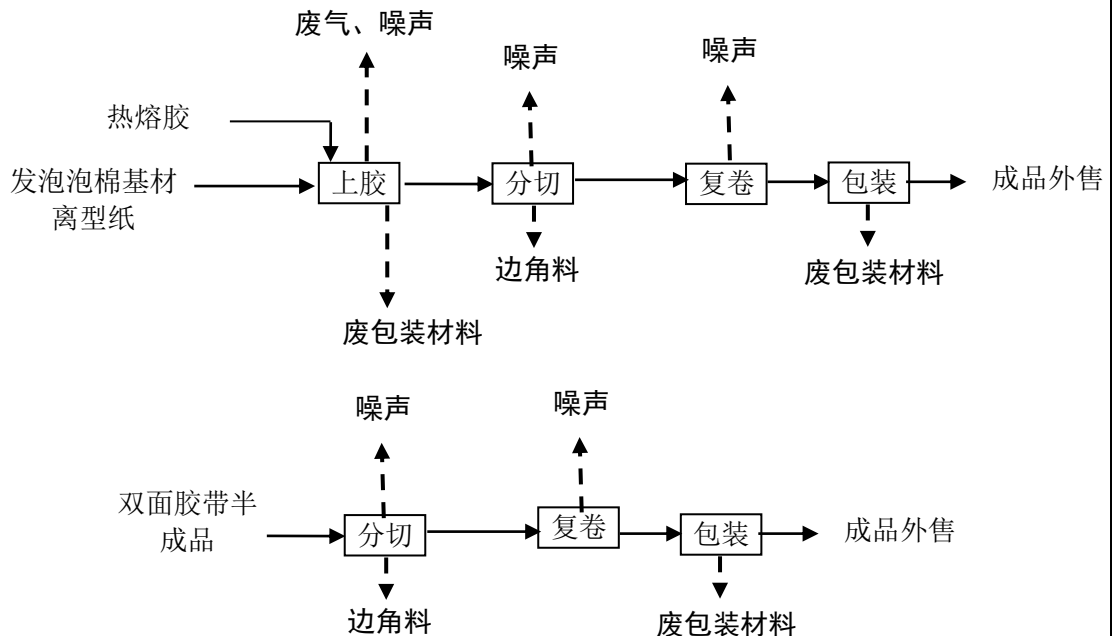 废气、噪声
噪声
噪声
热熔胶
发泡泡棉基材
离型纸
上胶
分切
复卷
包装
成品外售
边角料
废包装材料
废包装材料
噪声
噪声
双面胶带半
成品
分切
复卷
包装
成品外售
边角料
废包装材料